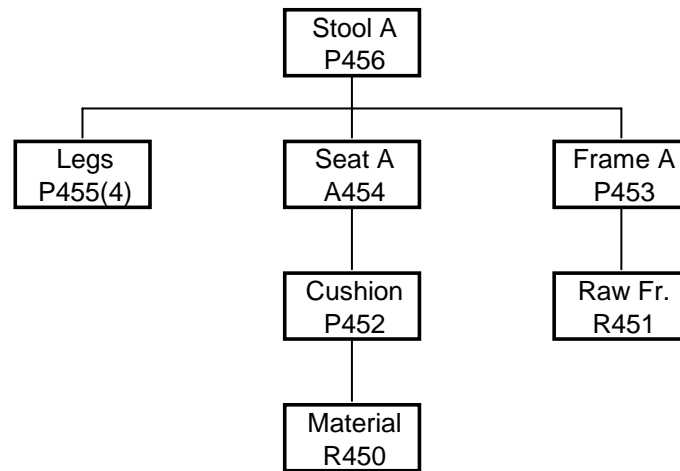 Stool A
P456
Legs
P455(4)
Seat A
A454
Frame A
P453
Cushion
P452
Raw Fr.
R451
Material
R450